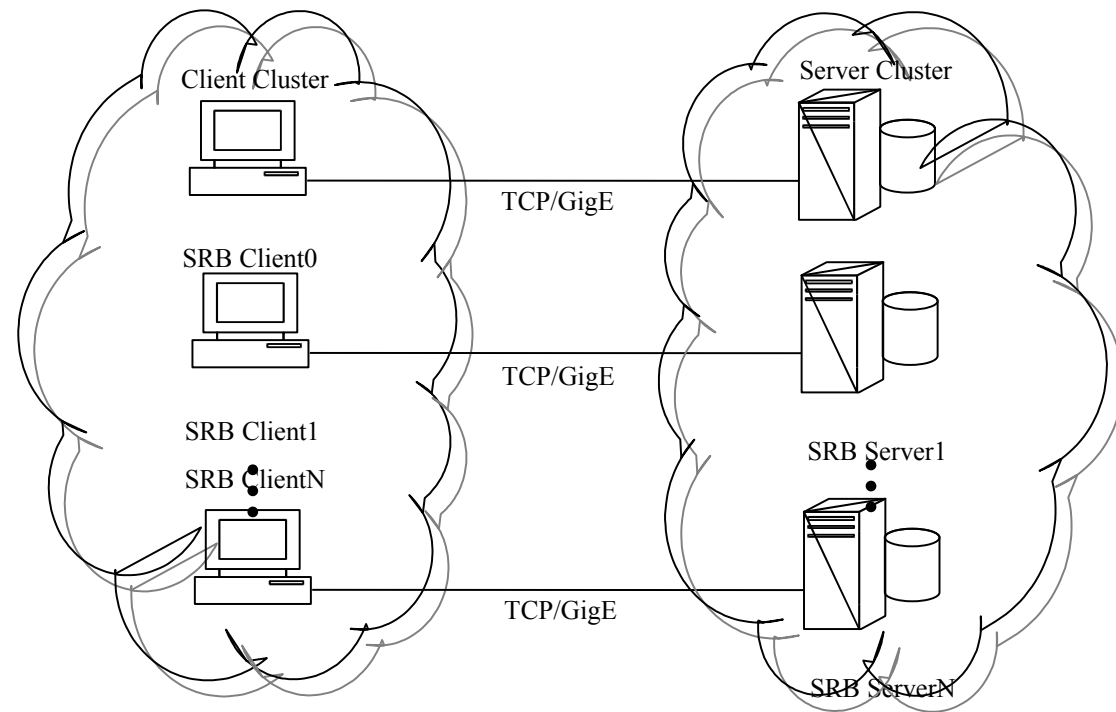 Client Cluster
Server Cluster
TCP/GigE
SRB Client0
TCP/GigE
SRB Client1
SRB Server1
SRB ClientN
TCP/GigE
SRB ServerN